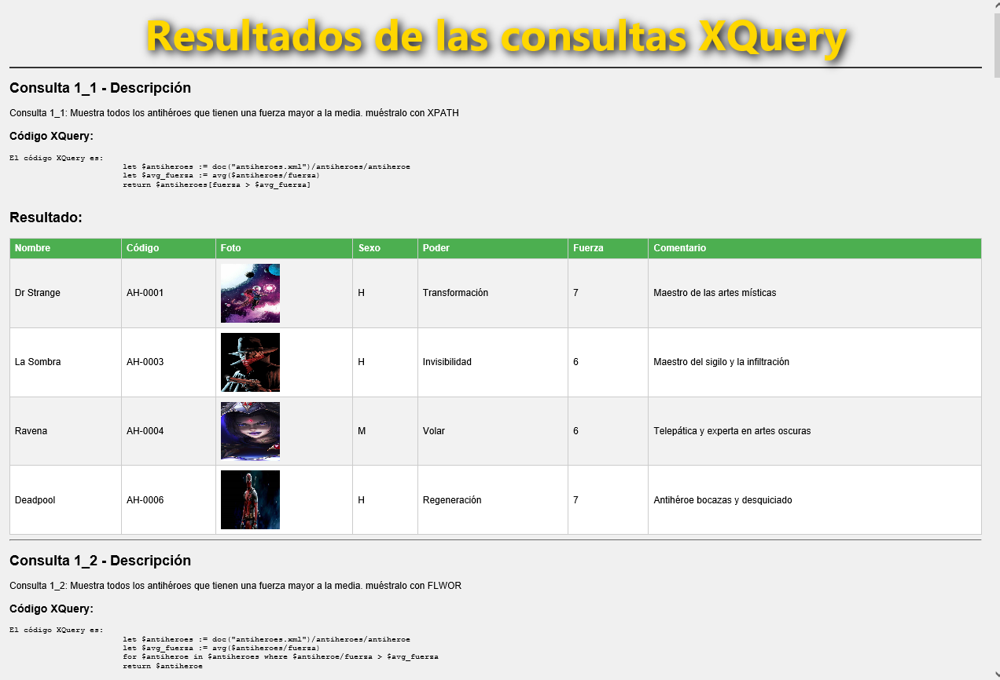 Resultados de las consultas XQuery
Consulta 1_1 - Descripción
Consulta 1_1: Muestra todos los antihéroes que tienen una fuerza mayor a la media. muéstralo con XPATH
Código XQuery:
El código XQuery es:
let $antiheroes := doc("antiheroes.xml")/antiheroes/antiheroe
let $avg_fuerza := avg($antiheroes/fuerza)
return $antiheroes[fuerza > $avg_fuerza]
Resultado:
Nombre Código Foto Sexo Poder Fuerza Comentario
Dr Strange AH-0001 H Transformación 7 Maestro de las artes místicas
La Sombra AH-0003 H Invisibilidad 6 Maestro del sigilo y la infiltración
Ravena AH-0004 M Volar 6 Telepática y experta en artes oscuras
Deadpool AH-0006 H Regeneración 7 Antihéroe bocazas y desquiciado
Consulta 1_2 - Descripción
Consulta 1_2: Muestra todos los antihéroes que tienen una fuerza mayor a la media. muéstralo con FLWOR
Código XQuery:
El código XQuery es:
let $antiheroes := doc("antiheroes.xml")/antiheroes/antiheroe
let $avg_fuerza := avg($antiheroes/fuerza)
for $antiheroe in $antiheroes where $antiheroe/fuerza > $avg_fuerza
return $antiheroe